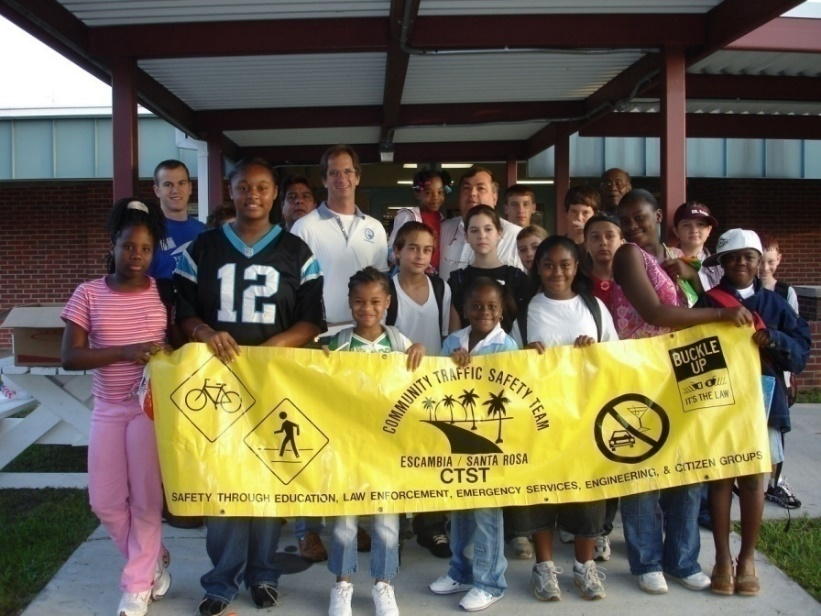 12
COMMUNITY TRAFFIC SAFETY TEAM
ESCAMBIA / SANTA ROSA
CTST
BUCKLE UP
IT'S THE LAW
SAFETY THROUGH EDUCATION, LAW ENFORCEMENT, EMERGENCY SERVICES, ENGINEERING, & CITIZEN GROUPS